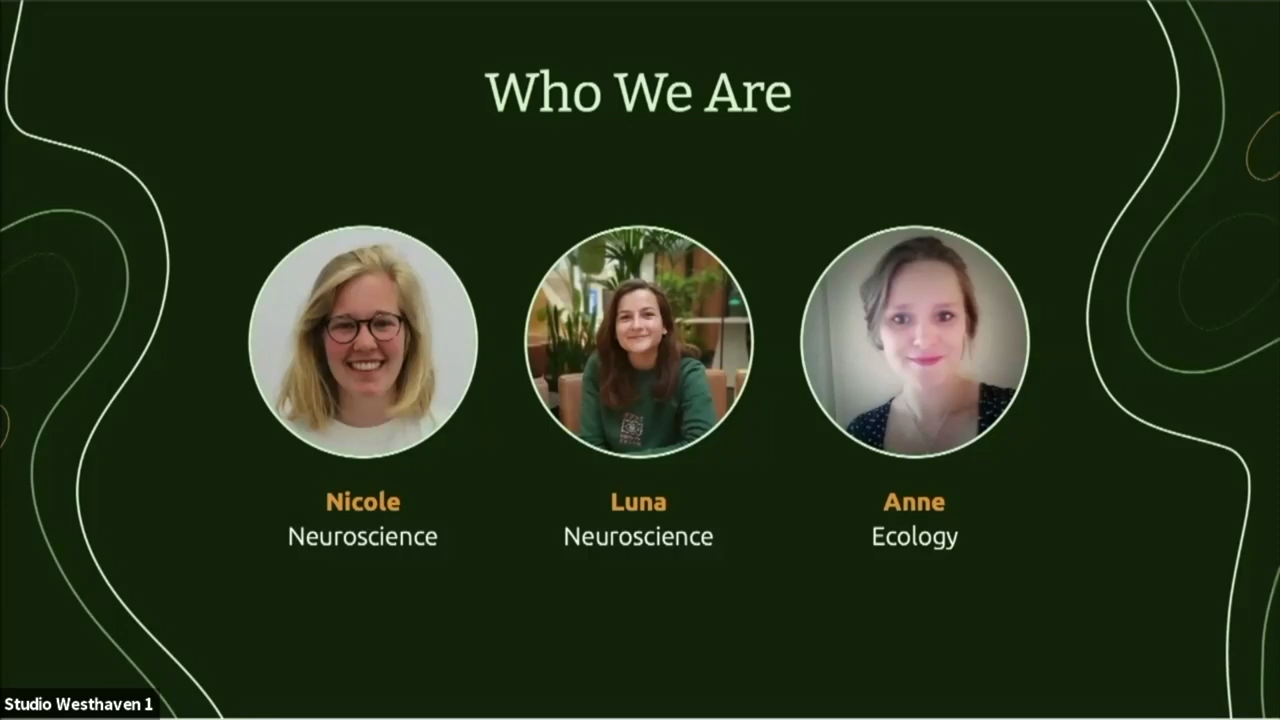 Who We Are
Nicole
Neuroscience
Luna
Neuroscience
Anne
Ecology
Studio Westhaven 1